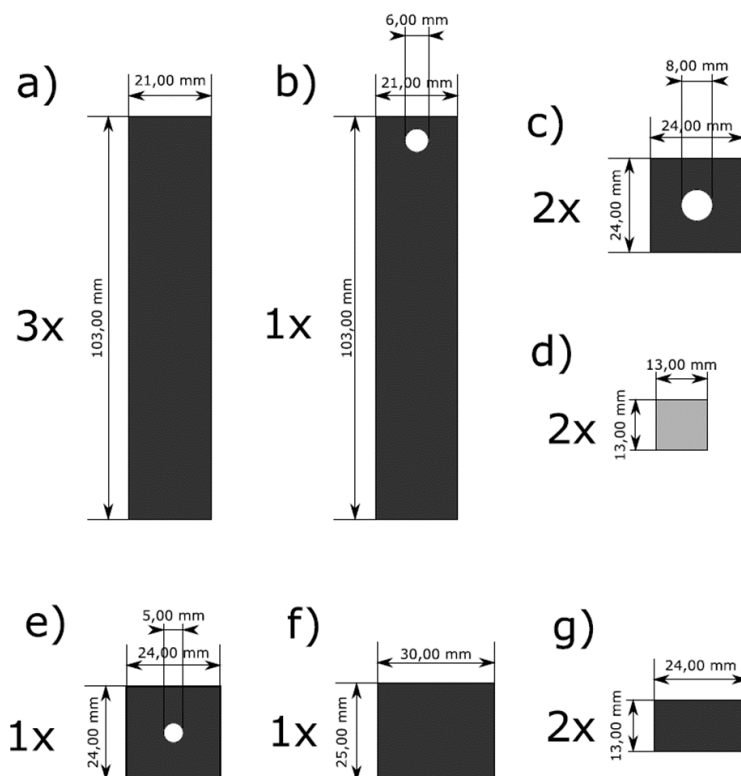 a)
21,00 mm
103,00 mm
3x
b)
6,00 mm
21,00 mm
103,00 mm
1x
c)
8,00 mm
24,00 mm
24,00 mm
2x
d)
13,00 mm
13,00 mm
2x
e)
5,00 mm
24,00 mm
24,00 mm
1x
f)
30,00 mm
25,00 mm
1x
g)
24,00 mm
13,00 mm
2x